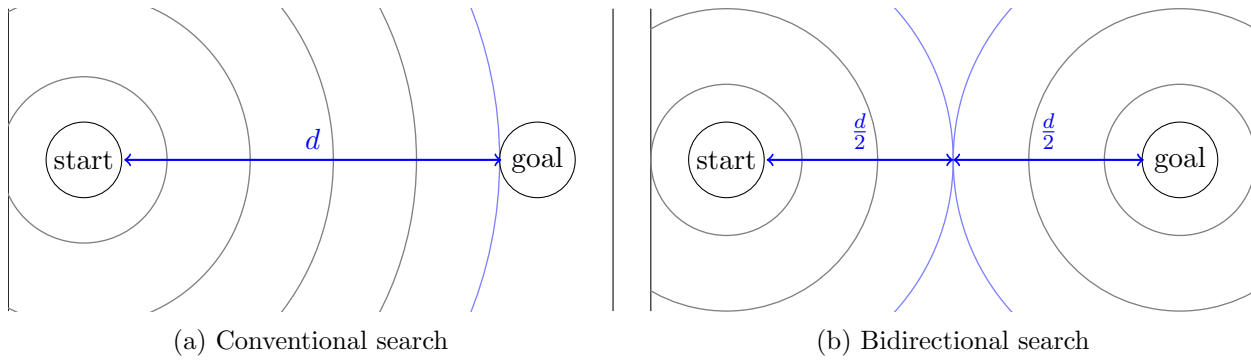 start
d
goal
(a) Conventional search
start
d/2
d/2
goal
(b) Bidirectional search